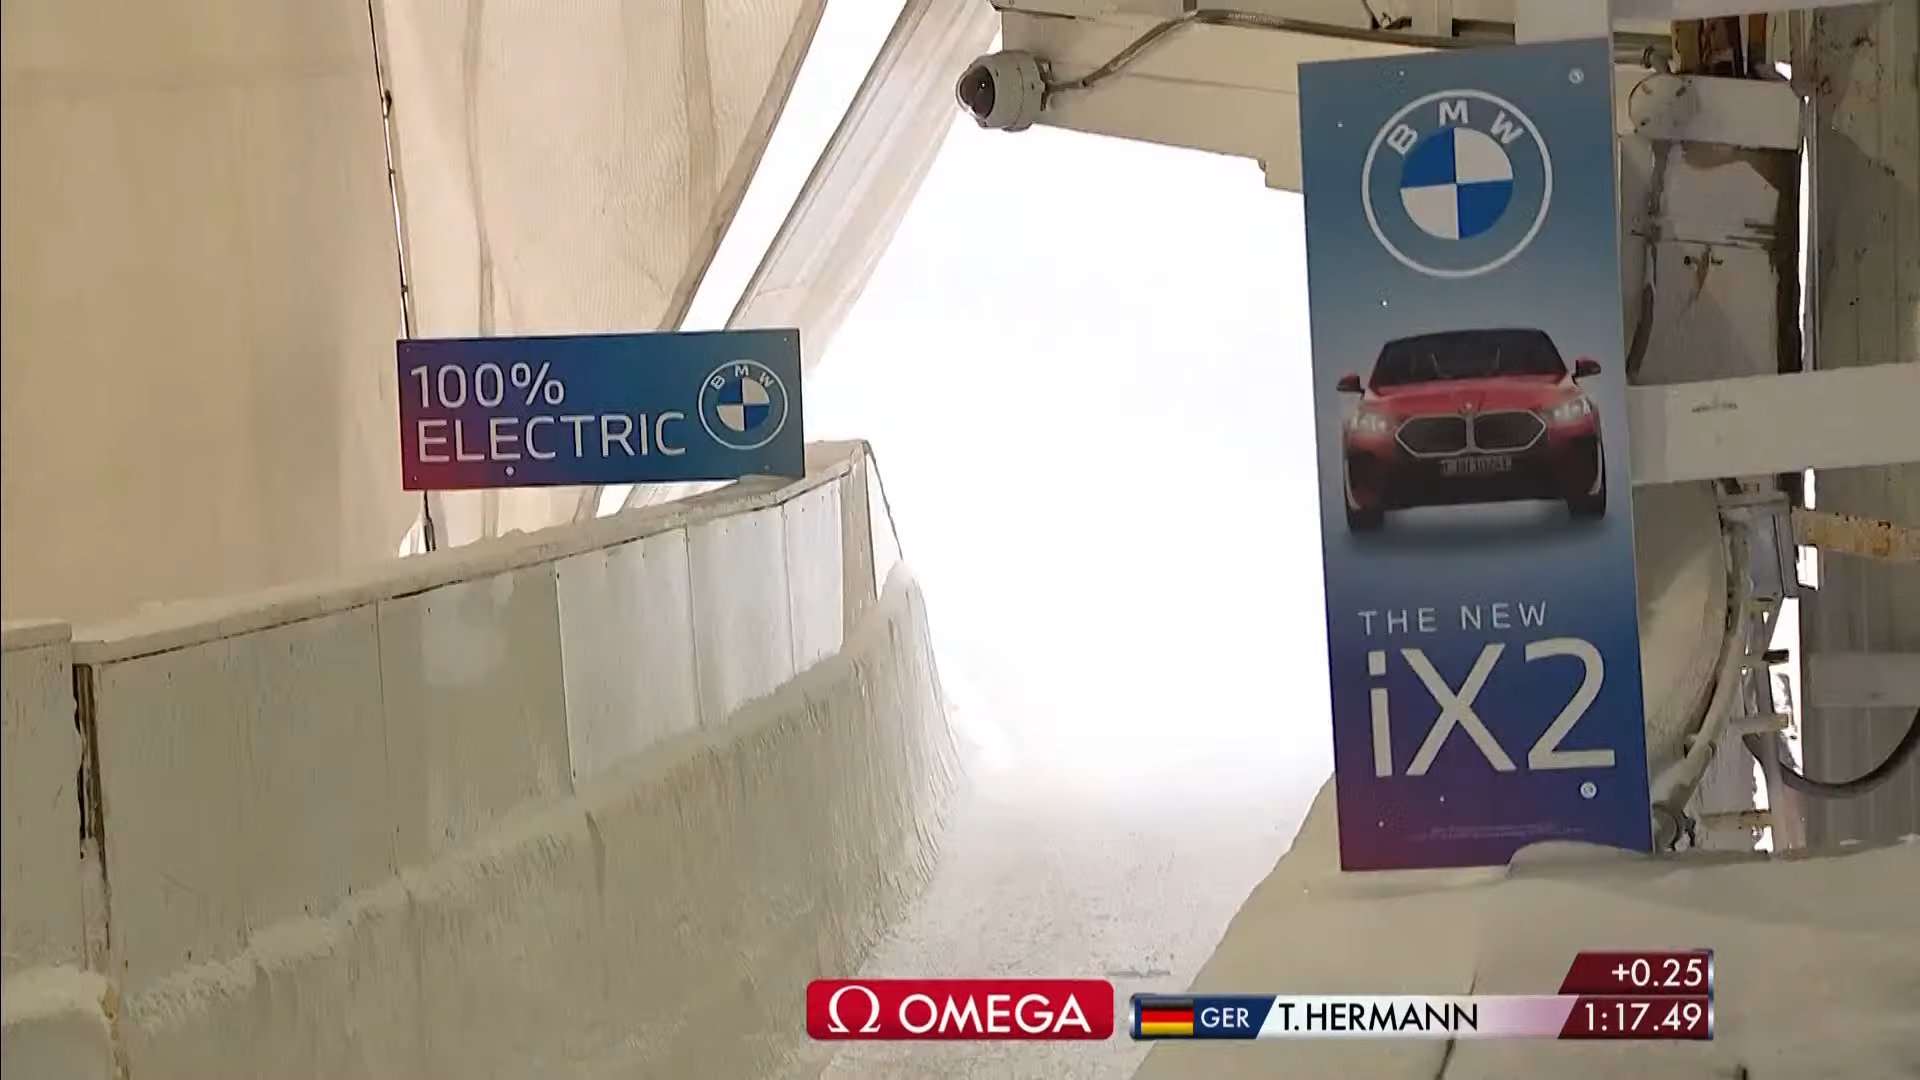 BMW
100%
ELECTRIC
BMW
THE NEW
iX2
+0.25
Ω OMEGA
GER T.HERMANN 1:17.49